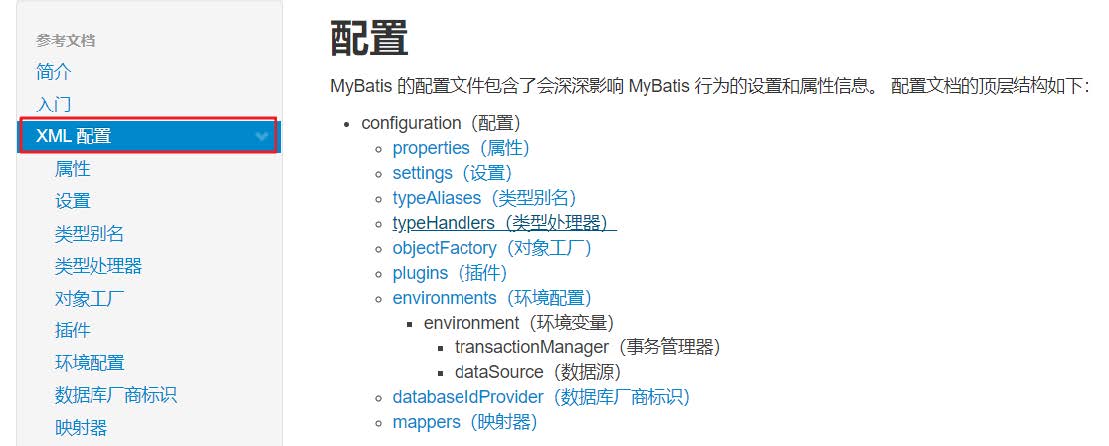 参考文档
简介
入门
XML 配置
属性
设置
类型别名
类型处理器
对象工厂
插件
环境配置
数据库厂商标识
映射器
配置
MyBatis 的配置文件包含了会深深影响 MyBatis 行为的设置和属性信息。 配置文档的顶层结构如下：
configuration（配置）
properties（属性）
settings（设置）
typeAliases（类型别名）
typeHandlers（类型处理器）
objectFactory（对象工厂）
plugins（插件）
environments（环境配置）
environment（环境变量）
transactionManager（事务管理器）
dataSource（数据源）
databaseIdProvider（数据库厂商标识）
mappers（映射器）